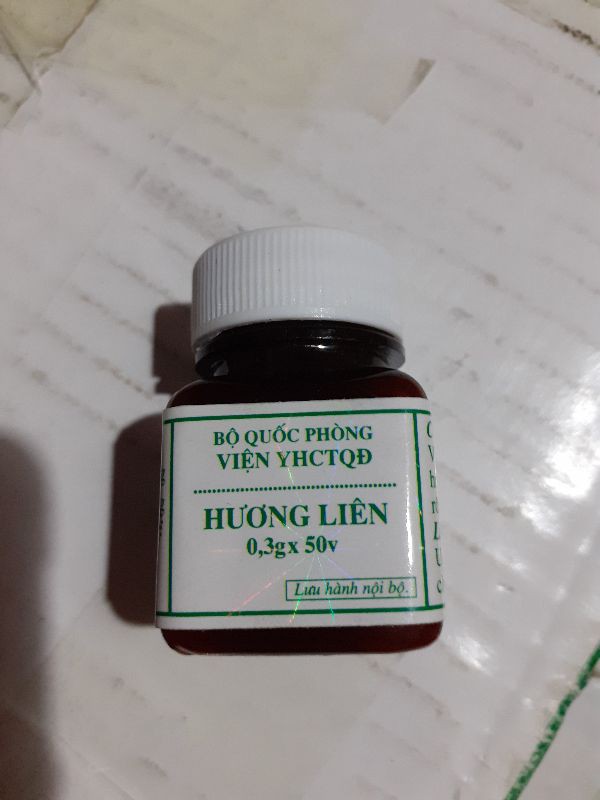 BỘ QUỐC PHÒNG
VIỆN YHCTQĐ
HƯƠNG LIÊN
0,3gx 50v
Lưu hành nội bộ.